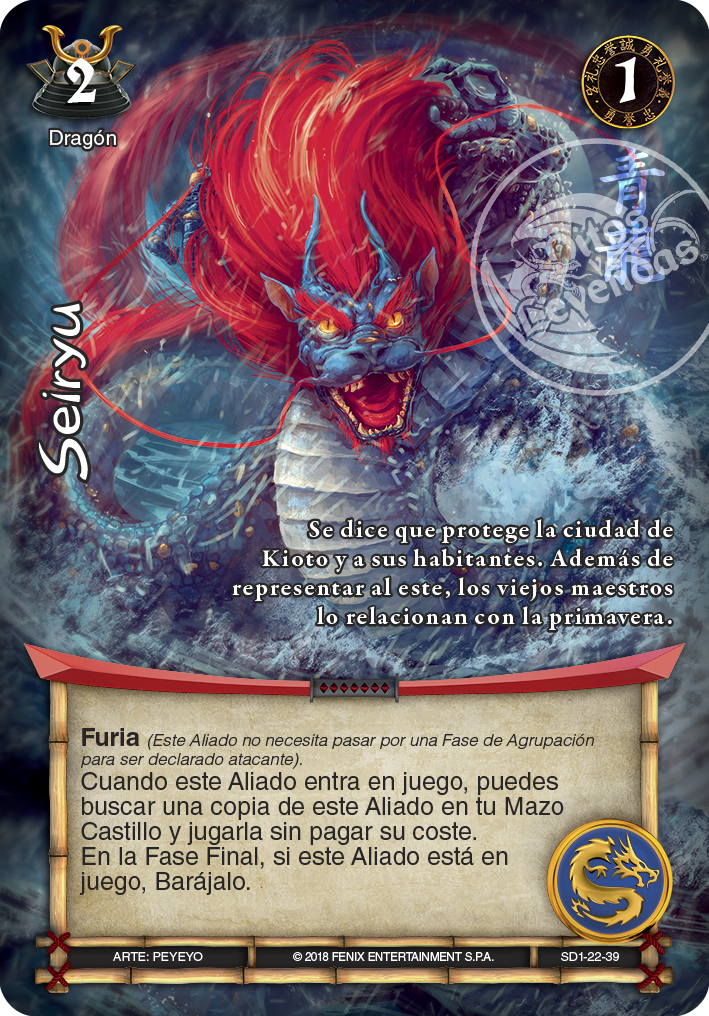 2
Dragón
1
青
龍
Mitos
y
Leyendas
Seiryu
Se dice que protege la ciudad de
Kioto y a sus habitantes. Además de
representar al este, los viejos maestros
lo relacionan con la primavera.
Furia (Este Aliado no necesita pasar por una Fase de Agrupación
para ser declarado atacante).
Cuando este Aliado entra en juego, puedes
buscar una copia de este Aliado en tu Mazo
Castillo y jugarla sin pagar su coste.
En la Fase Final, si este Aliado está en
juego, Barájalo.
ARTE: PEYEYO
© 2018 FENIX ENTERTAINMENT S.P.A.
SD1-22-39